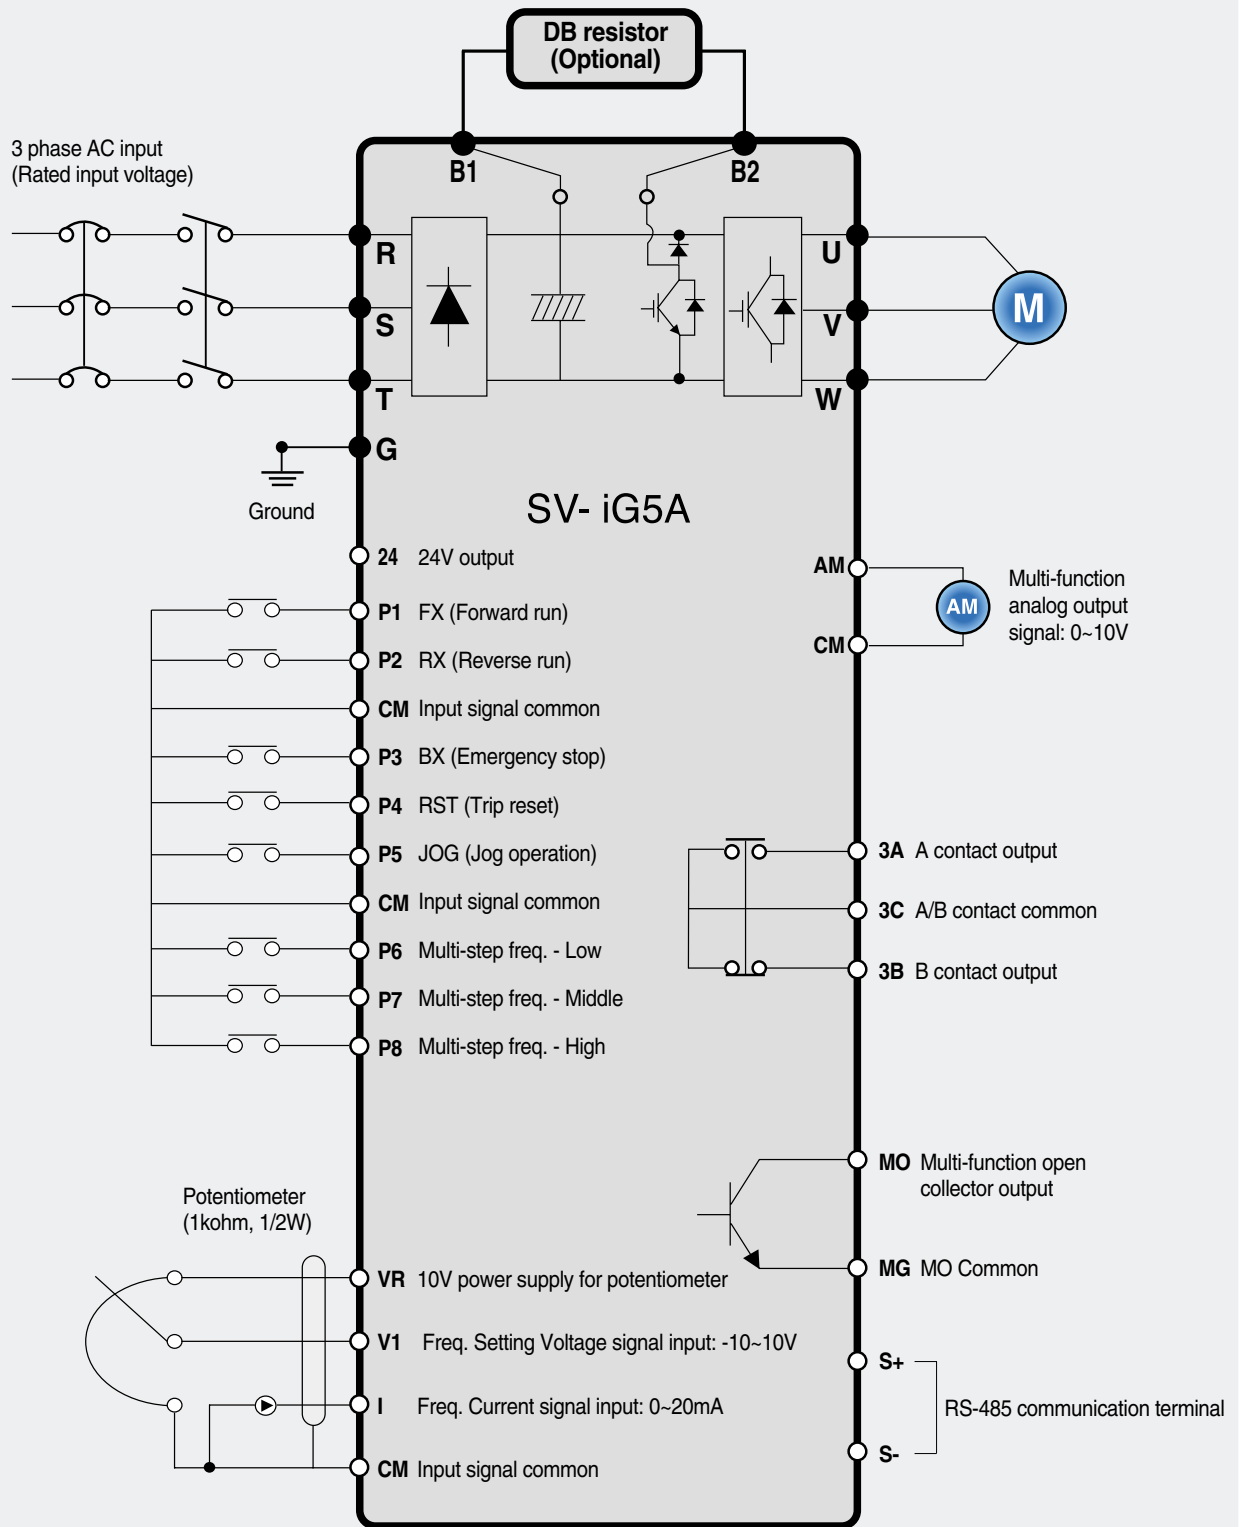 DB resistor
(Optional)
3 phase AC input
(Rated input voltage)
B1
B2
R
U
S
V
M
T
W
G
Ground
SV- iG5A
24 24V output
AM
Multi-function
analog output
signal: 0~10V
AM
CM
P1 FX (Forward run)
P2 RX (Reverse run)
CM Input signal common
P3 BX (Emergency stop)
P4 RST (Trip reset)
P5 JOG (Jog operation)
CM Input signal common
P6 Multi-step freq. - Low
P7 Multi-step freq. - Middle
P8 Multi-step freq. - High
3A A contact output
3C A/B contact common
3B B contact output
MO Multi-function open
collector output
MG MO Common
Potentiometer
(1kohm, 1/2W)
VR 10V power supply for potentiometer
V1 Freq. Setting Voltage signal input: -10~10V
I Freq. Current signal input: 0~20mA
CM Input signal common
S+
RS-485 communication terminal
S-